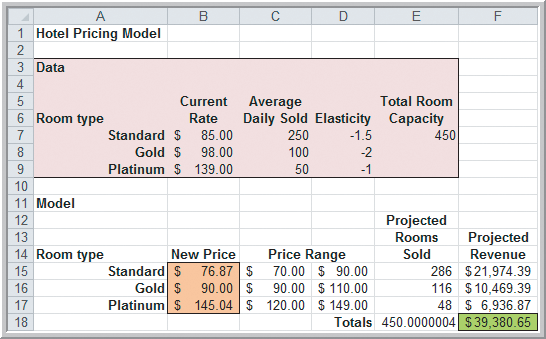 A B C D E F
1 Hotel Pricing Model
2
3 Data
4
5 Current Average Total Room
6 Room type Rate Daily Sold Elasticity Capacity
7 Standard $ 85.00 250 -1.5 450
8 Gold $ 98.00 100 -2
9 Platinum $ 139.00 50 -1
10
11 Model
12 Projected
13 Rooms Projected
14 Room type New Price Price Range Sold Revenue
15 Standard $ 76.87 $ 70.00 $ 90.00 286 $21,974.39
16 Gold $ 90.00 $ 90.00 $ 110.00 116 $10,469.39
17 Platinum $ 145.04 $ 120.00 $ 149.00 48 $ 6,936.87
18 Totals 450.0000004 $39,380.65